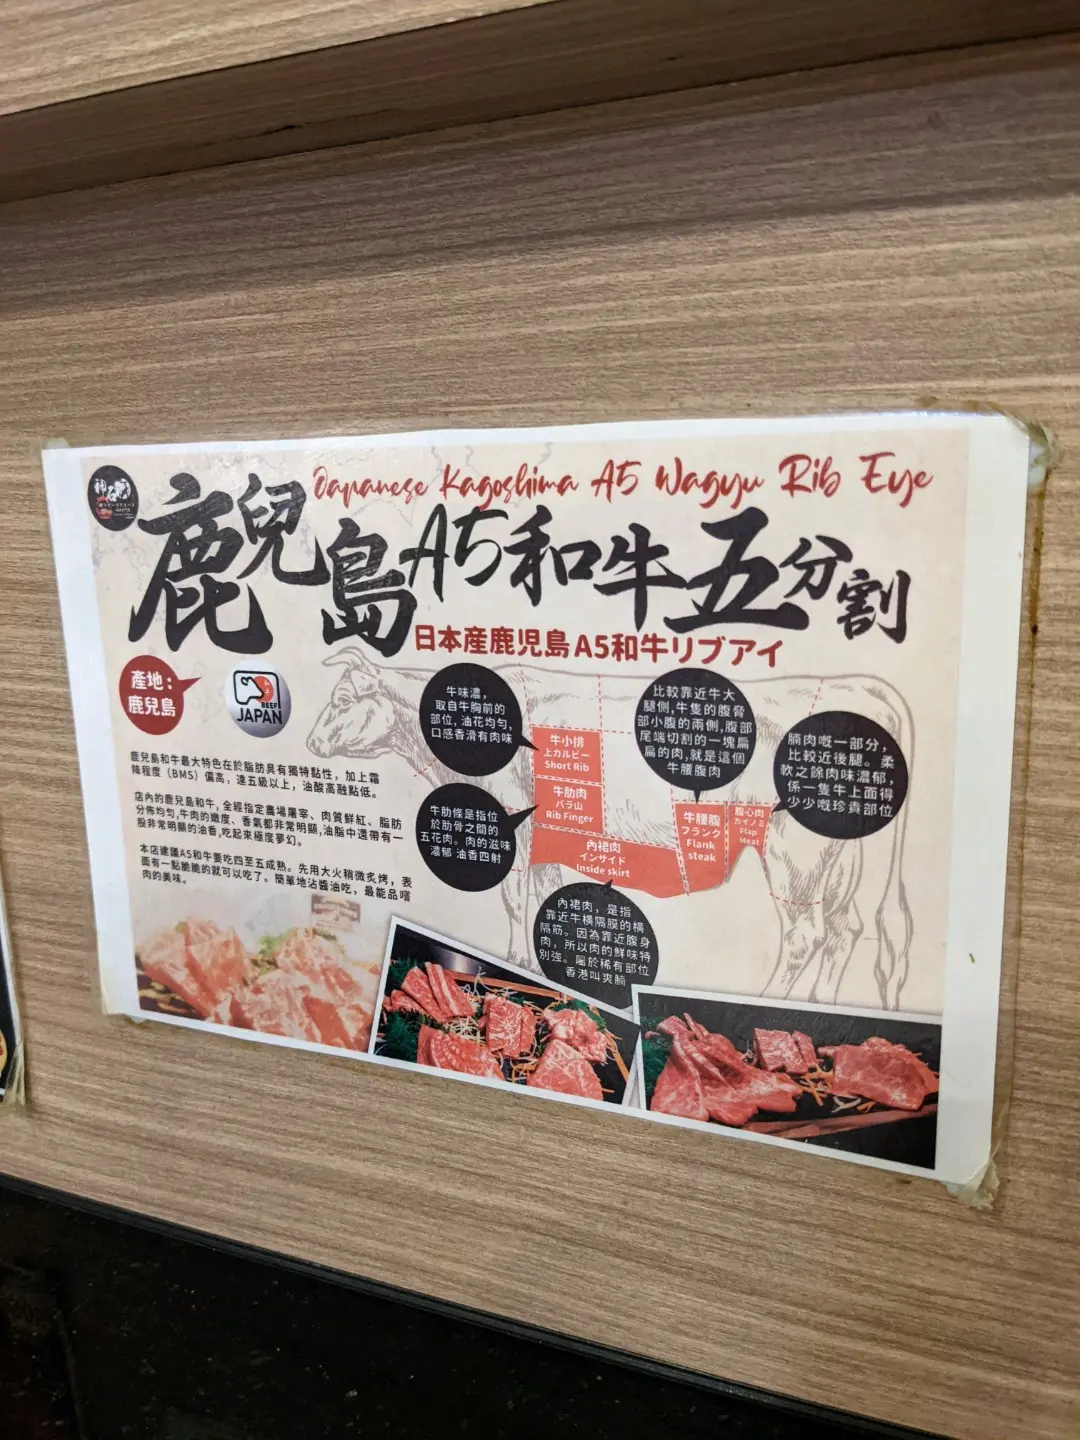 Japanese Kagoshima A5 Wagyu Rib Eye
鹿兒島A5和牛五分割
日本産鹿児島A5和牛リブアイ
產地：
鹿兒島
和牛
BEEF
JAPAN
鹿兒島和牛最大特色在於脂肪具有獨特黏性，加上霜
降程度（BMS）偏高，達五級以上，油酸高融點低。
店內的鹿兒島和牛，全經指定農場屠宰、肉質鮮紅、脂肪
分佈均勻,牛肉的嫩度、香氣都非常明顯,油脂中還帶有一
股非常明顯的油香,吃起來極度夢幻。
本店建議A5和牛要吃四至五成熟。先用大火稍微炙烤，表
面有一點脆脆的就可以吃了。簡單地沾醬油吃，最能品嚐
肉的美味。
牛味濃，
取自牛胸前的
部位，油花均勻，
口感香滑有肉味
牛小排
上カルビー
Short Rib
牛肋條是指位
於肋骨之間的
五花肉。肉的滋味
濃郁 油香四射
牛肋肉
バラ山
Rib Finger
內裙肉
インサイド
Inside skirt
內裙肉，是指
靠近牛橫隔膜的橫
隔筋。因為靠近腹身
肉，所以肉的鮮味特
別強。屬於稀有部位
香港叫爽腩
比較靠近牛大
腿側,牛隻的腹脅
部小腹的兩側,腹部
尾端切割的一塊扁
扁的肉,就是這個
牛腰腹肉
牛腰腹
フランク
Flank
steak
腩肉嘅一部分，
比較近後腿。柔
軟之餘肉味濃郁，
係一隻牛上面得
少少嘅珍貴部位
腹心肉
カイノミ
Flap
Meat